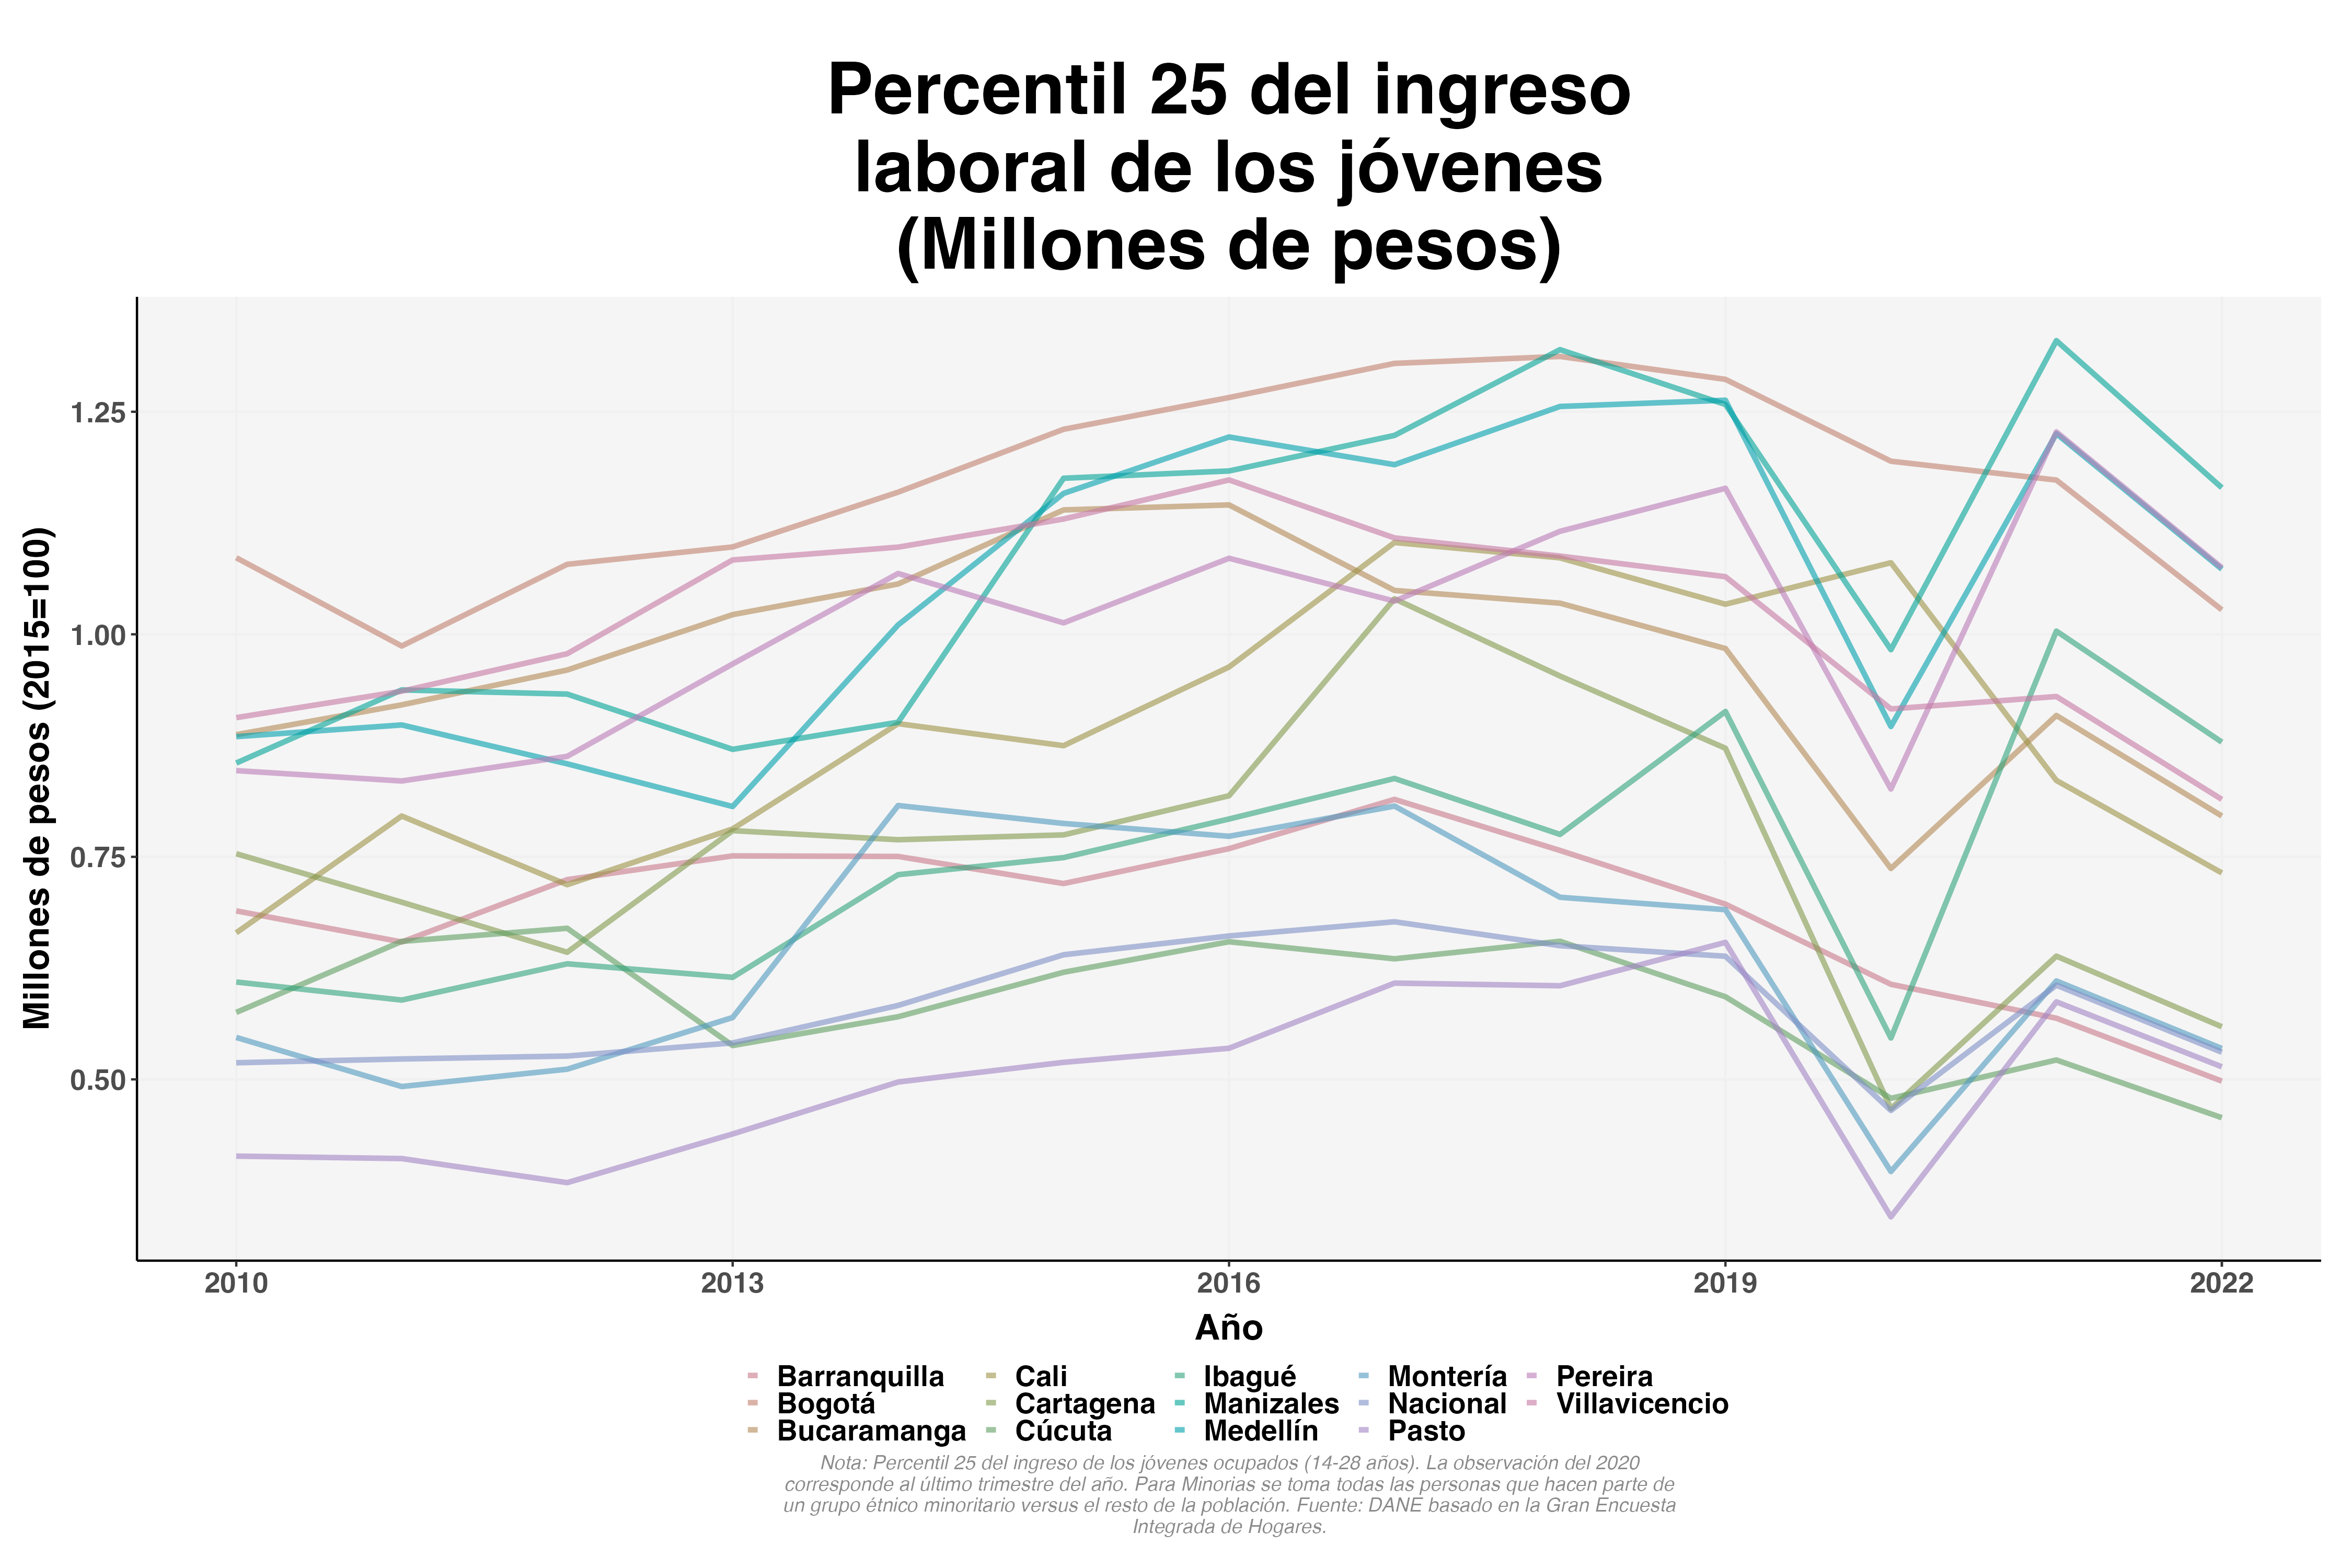 Percentil 25 del ingreso
laboral de los jóvenes
(Millones de pesos)
Millones de pesos (2015=100)
1.25
1.00
0.75
0.50
2010 2013 2016 2019 2022
Año
Barranquilla Cali Ibagué Montería Pereira
Bogotá Cartagena Manizales Nacional Villavicencio
Bucaramanga Cúcuta Medellín Pasto
Nota: Percentil 25 del ingreso de los jóvenes ocupados (14-28 años). La observación del 2020
corresponde al último trimestre del año. Para Minorias se toma todas las personas que hacen parte de
un grupo étnico minoritario versus el resto de la población. Fuente: DANE basado en la Gran Encuesta
Integrada de Hogares.